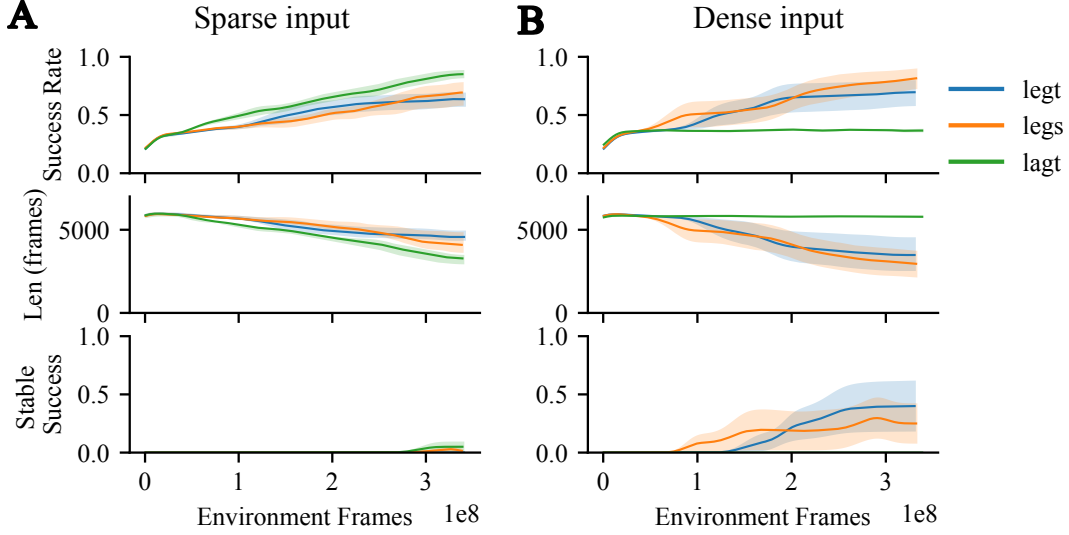 A
Sparse input
B
Dense input
Success Rate
1.0
0.5
0.0
1.0
0.5
0.0
legt
legs
lagt
Len (frames)
5000
0
5000
0
Stable
Success
1.0
0.5
0.0
1.0
0.5
0.0
0 1 2 3
0 1 2 3
Environment Frames
1e8
Environment Frames
1e8